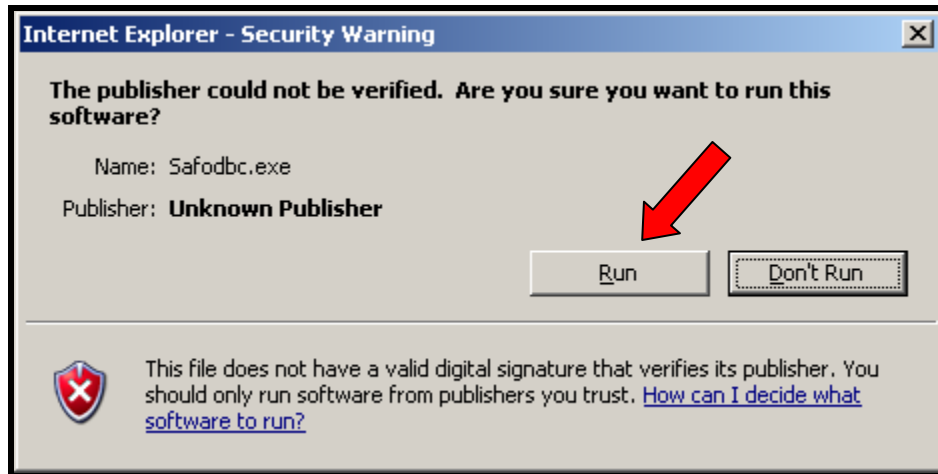 Internet Explorer - Security Warning
The publisher could not be verified.  Are you sure you want to run this
software?
Name: Safodbc.exe
Publisher: Unknown Publisher
Run Don't Run
This file does not have a valid digital signature that verifies its publisher. You
should only run software from publishers you trust. How can I decide what
software to run?